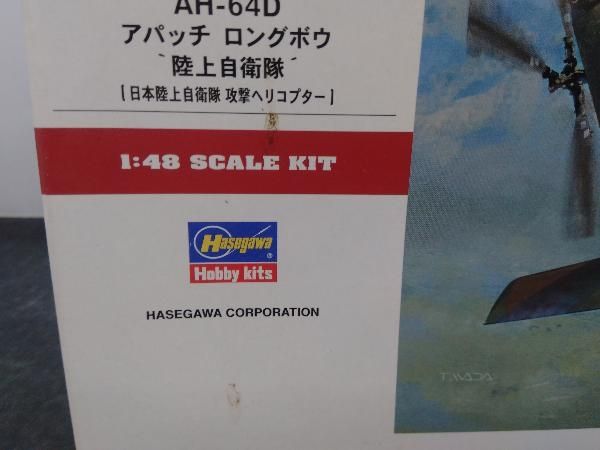 AH-64D
アパッチ ロングボウ
`陸上自衛隊´
[日本陸上自衛隊 攻撃ヘリコプター]
1:48 SCALE KIT
Hasegawa®
Hobby kits
HASEGAWA CORPORATION